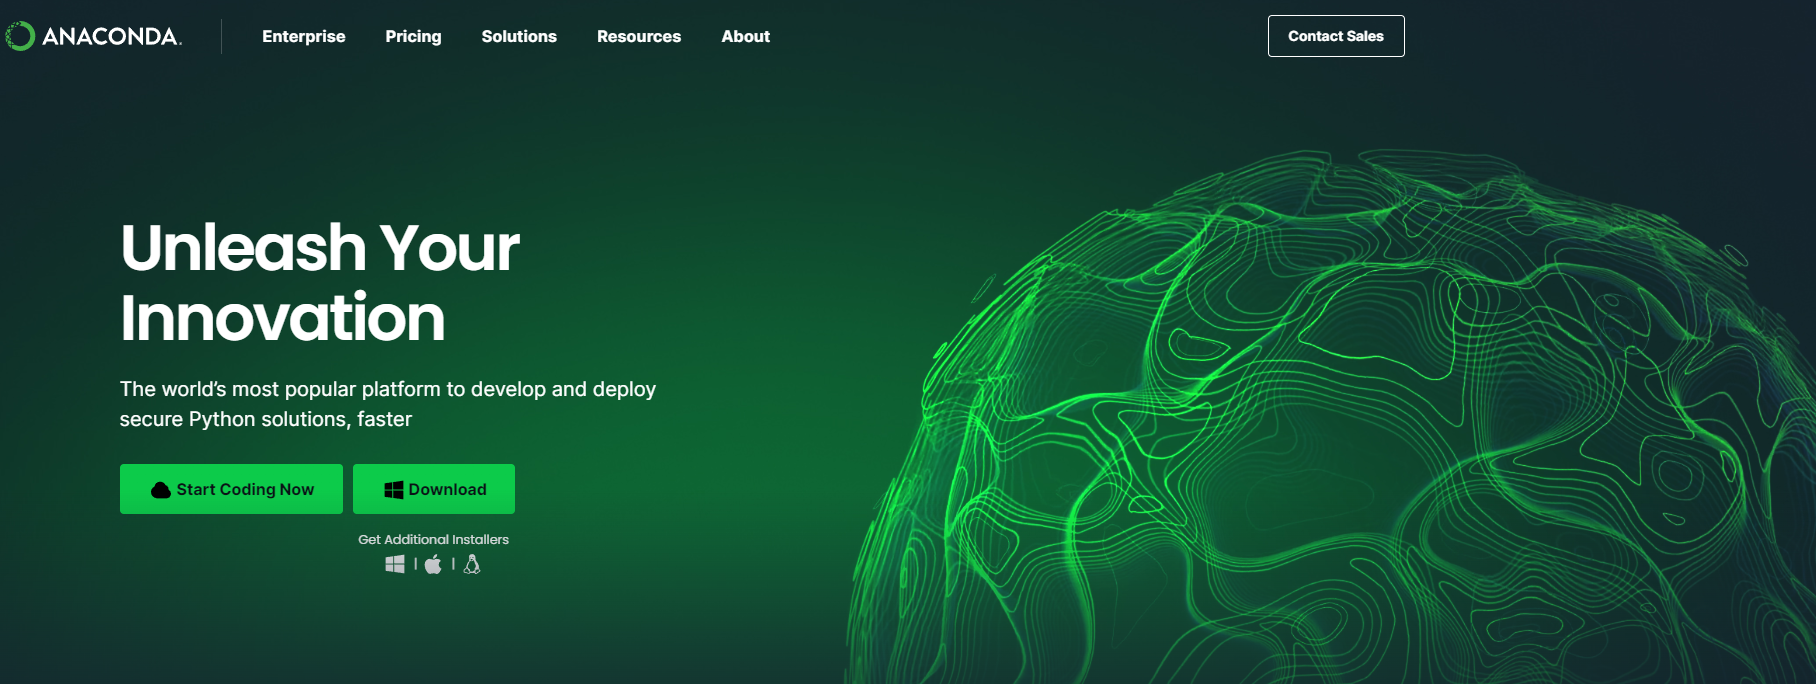 ANACONDA.
Enterprise
Pricing
Solutions
Resources
About
Contact Sales
Unleash Your
Innovation
The world’s most popular platform to develop and deploy
secure Python solutions, faster
Start Coding Now
Download
Get Additional Installers